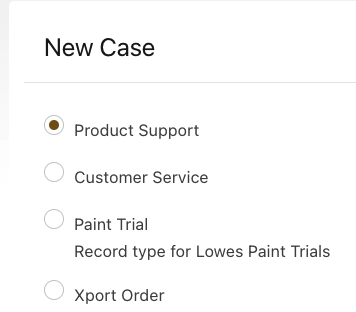 New Case
Product Support
Customer Service
Paint Trial
Record type for Lowes Paint Trials
Xport Order